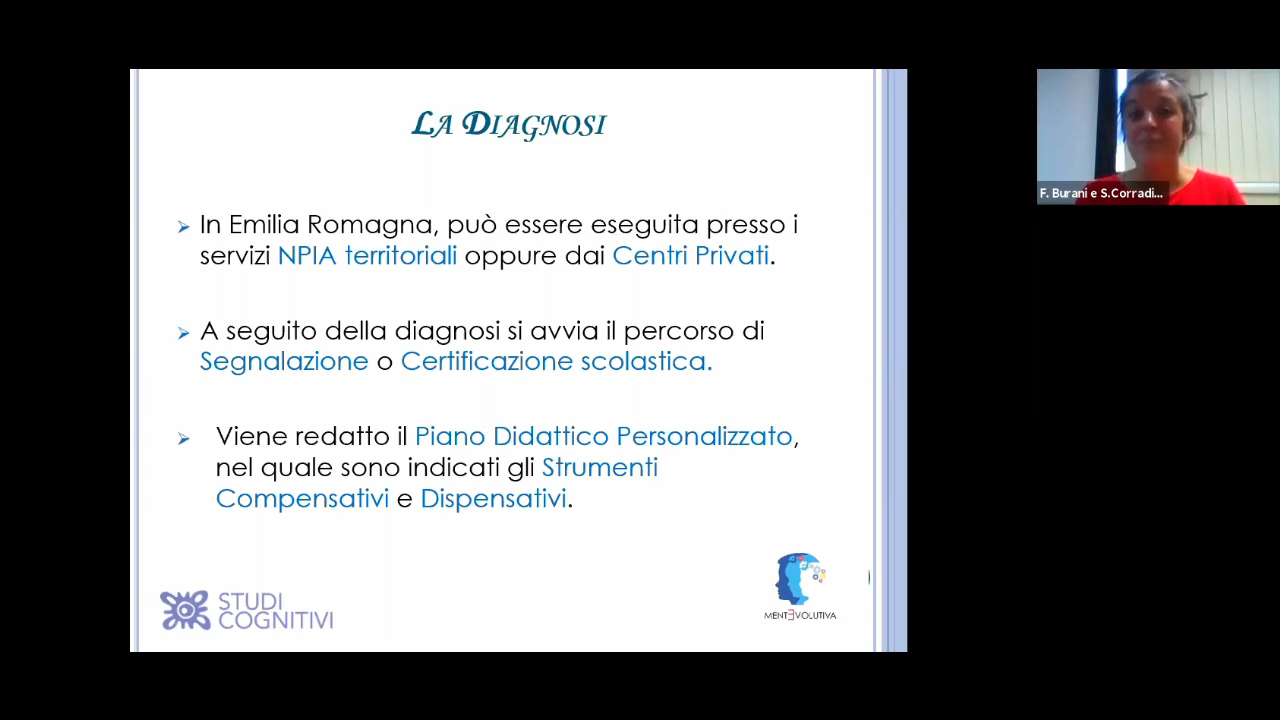 LA DIAGNOSI
In Emilia Romagna, può essere eseguita presso i
servizi NPIA territoriali oppure dai Centri Privati.
A seguito della diagnosi si avvia il percorso di
Segnalazione o Certificazione scolastica.
Viene redatto il Piano Didattico Personalizzato,
nel quale sono indicati gli Strumenti
Compensativi e Dispensativi.
STUDI
COGNITIVI
MENTƎVOLUTIVA
F. Burani e S.Corradi...